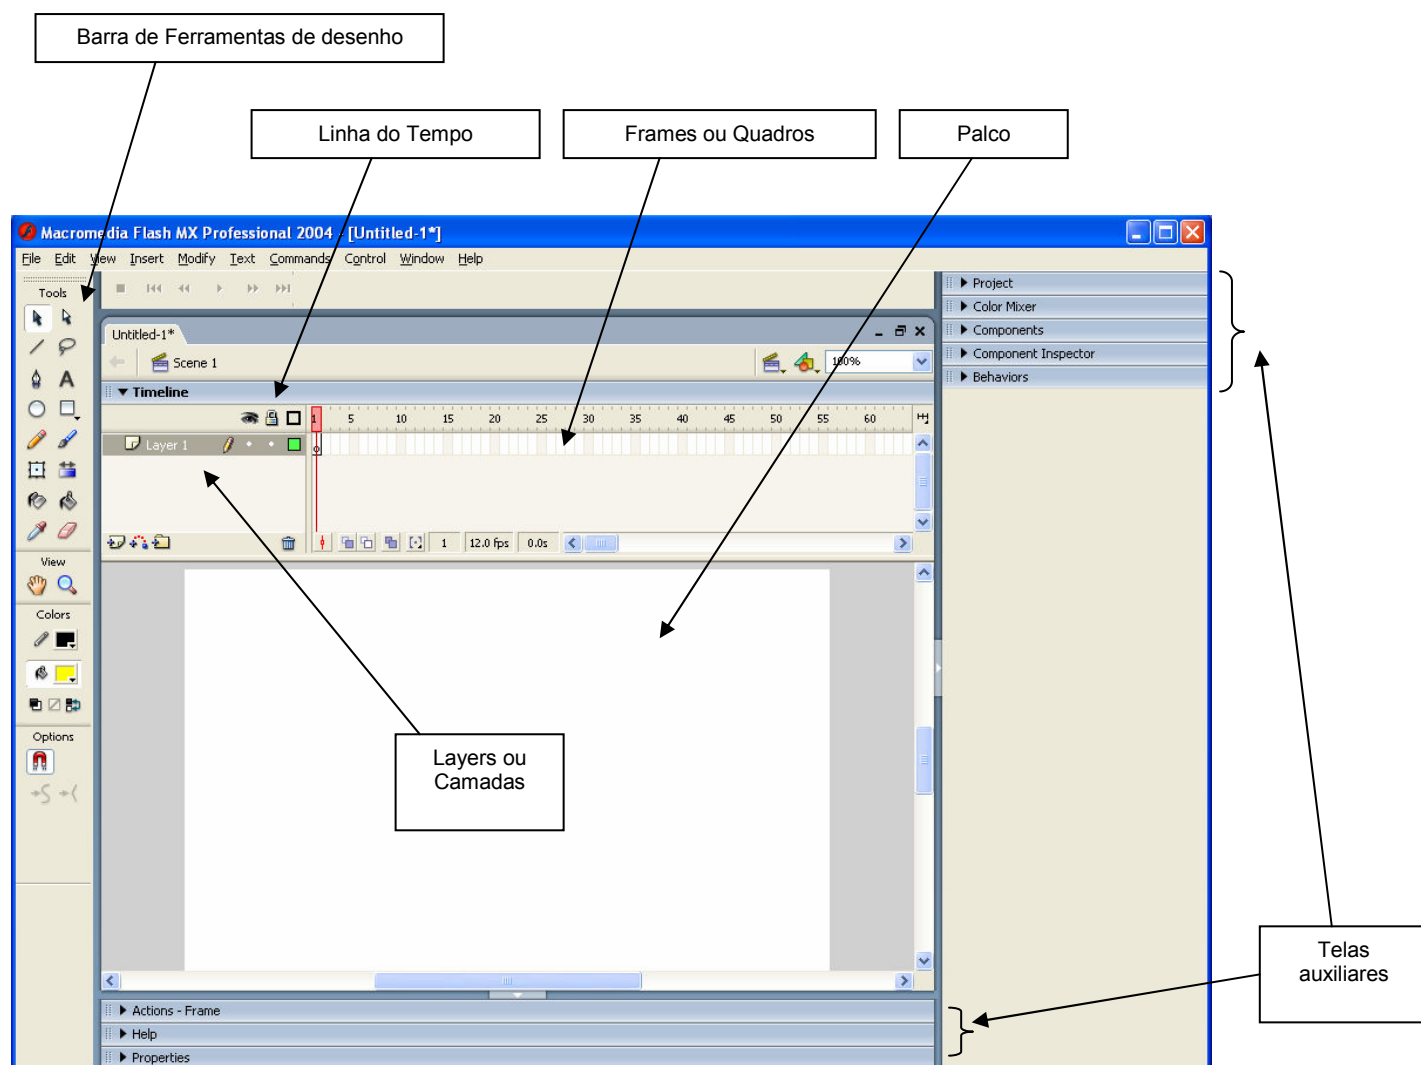 Barra de Ferramentas de desenho
Linha do Tempo
Frames ou Quadros
Palco
Macromedia Flash MX Professional 2004 - [Untitled-1*]
File Edit View Insert Modify Text Commands Control Window Help
Tools
Untitled-1*
Scene 1
100%
Timeline
1 5 10 15 20 25 30 35 40 45 50 55 60
Layer 1
1 12.0 fps 0.0s
View
Colors
Options
Project
Color Mixer
Components
Component Inspector
Behaviors
Layers ou
Camadas
Telas
auxiliares
Actions - Frame
Help
Properties